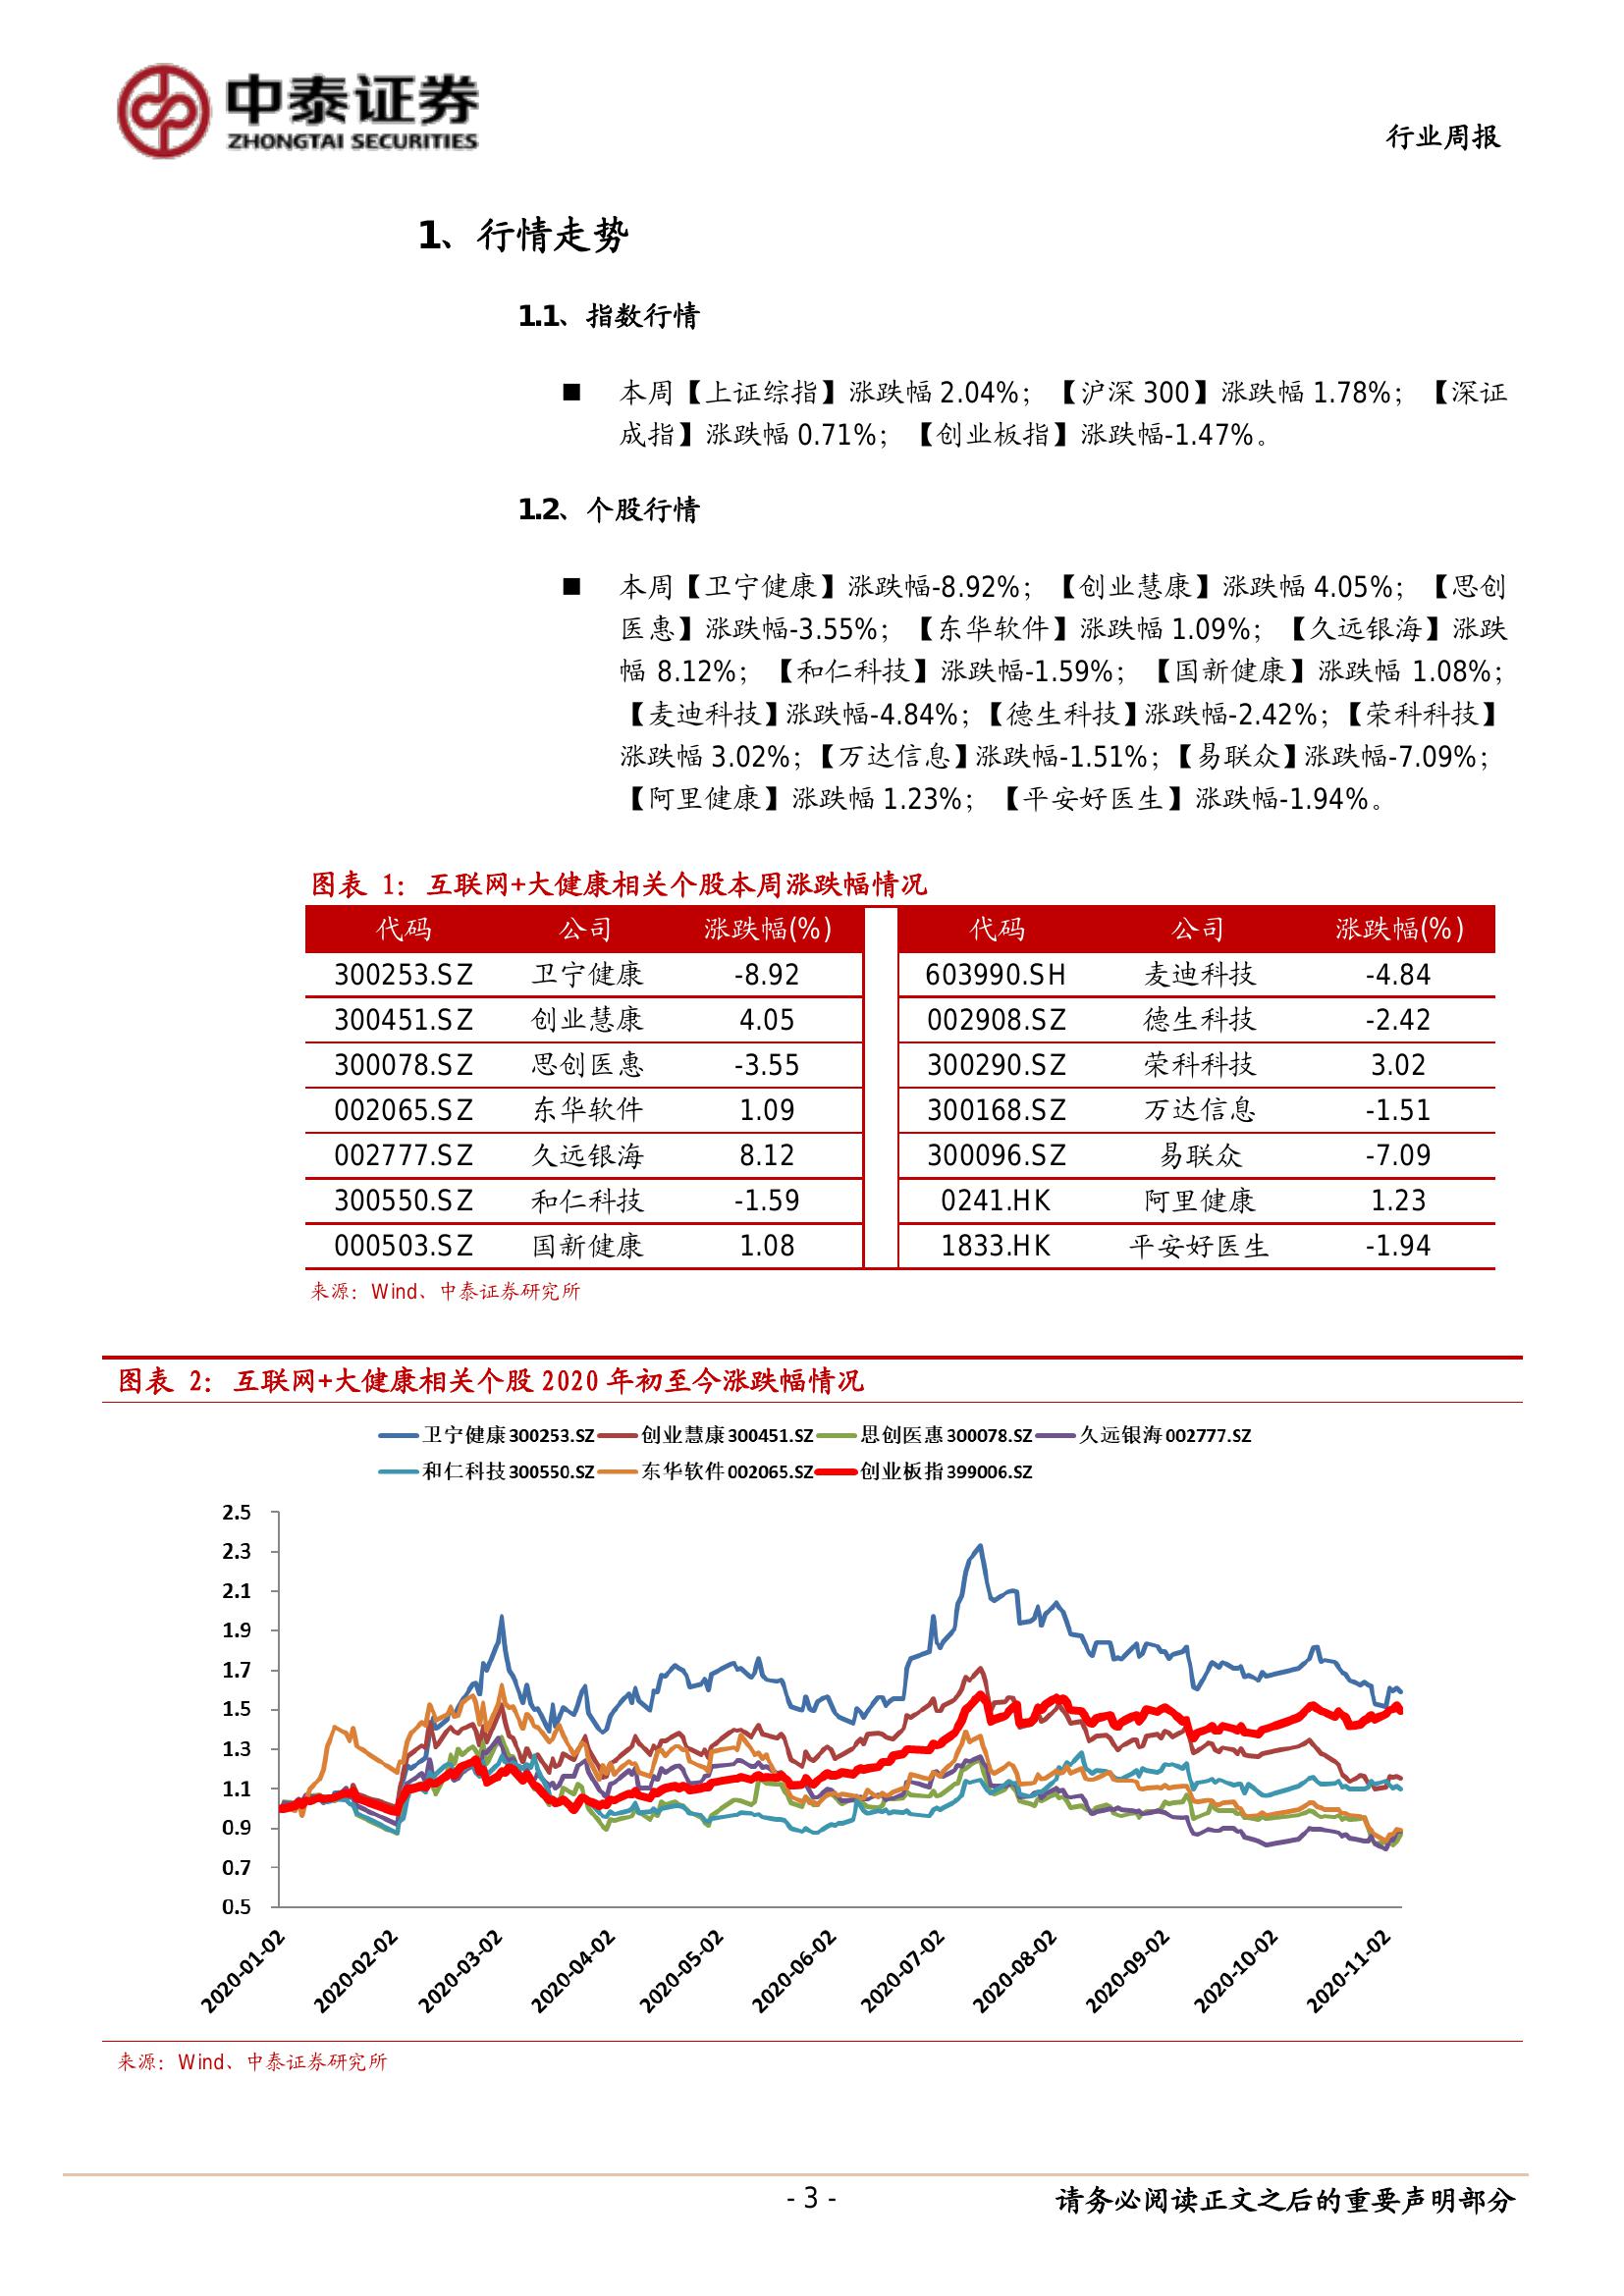 中泰证券
ZHONGTAI SECURITIES
行业周报
1、行情走势
1.1、指数行情
■ 本周【上证综指】涨跌幅 2.04%；【沪深 300】涨跌幅 1.78%；【深证
成指】涨跌幅 0.71%；【创业板指】涨跌幅-1.47%。
1.2、个股行情
■ 本周【卫宁健康】涨跌幅-8.92%；【创业慧康】涨跌幅 4.05%；【思创
医惠】涨跌幅-3.55%；【东华软件】涨跌幅 1.09%；【久远银海】涨跌
幅 8.12%；【和仁科技】涨跌幅-1.59%；【国新健康】涨跌幅 1.08%；
【麦迪科技】涨跌幅-4.84%；【德生科技】涨跌幅-2.42%；【荣科科技】
涨跌幅 3.02%；【万达信息】涨跌幅-1.51%；【易联众】涨跌幅-7.09%；
【阿里健康】涨跌幅 1.23%；【平安好医生】涨跌幅-1.94%。
图表 1：互联网+大健康相关个股本周涨跌幅情况
代码 公司 涨跌幅(%) 代码 公司 涨跌幅(%)
300253.SZ 卫宁健康 -8.92 603990.SH 麦迪科技 -4.84
300451.SZ 创业慧康 4.05 002908.SZ 德生科技 -2.42
300078.SZ 思创医惠 -3.55 300290.SZ 荣科科技 3.02
002065.SZ 东华软件 1.09 300168.SZ 万达信息 -1.51
002777.SZ 久远银海 8.12 300096.SZ 易联众 -7.09
300550.SZ 和仁科技 -1.59 0241.HK 阿里健康 1.23
000503.SZ 国新健康 1.08 1833.HK 平安好医生 -1.94
来源：Wind、中泰证券研究所
图表 2：互联网+大健康相关个股 2020 年初至今涨跌幅情况
卫宁健康300253.SZ 创业慧康300451.SZ 思创医惠300078.SZ 久远银海002777.SZ
和仁科技300550.SZ 东华软件002065.SZ 创业板指399006.SZ
2.5
2.3
2.1
1.9
1.7
1.5
1.3
1.1
0.9
0.7
0.5
2020-01-02 2020-02-02 2020-03-02 2020-04-02 2020-05-02 2020-06-02 2020-07-02 2020-08-02 2020-09-02 2020-10-02 2020-11-02
来源：Wind、中泰证券研究所
- 3 - 请务必阅读正文之后的重要声明部分